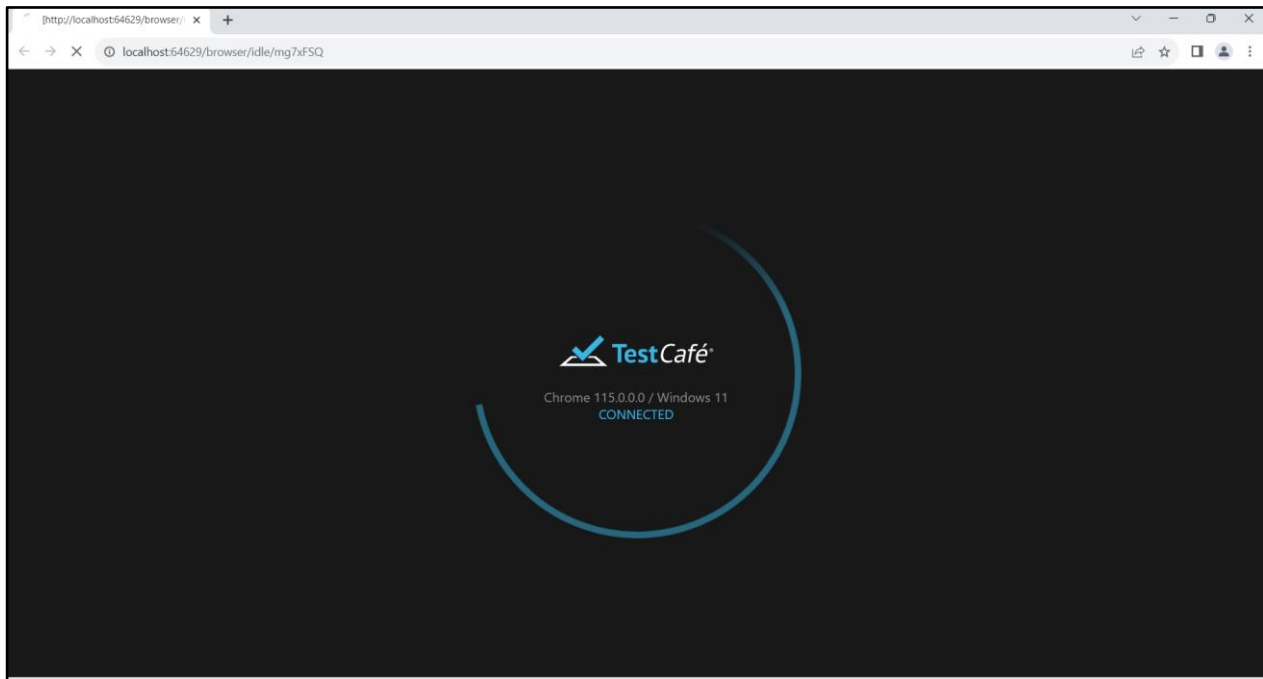 [http://localhost:64629/browser/i
localhost:64629/browser/idle/mg7xFSQ
TestCafé®
Chrome 115.0.0.0 / Windows 11
CONNECTED